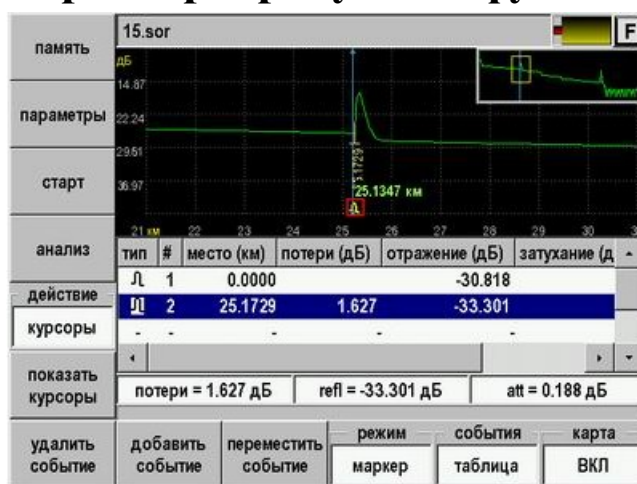 память
15.sor
F
дБ
14.87
параметры
22.24
29.51
старт
36.97
25.1347 км
21 км 22 23 24 25 26 27 28 29 30 3
анализ
тип # место (км) потери (дБ) отражение (дБ) затухание (д
1 0.0000 -30.818
действие
2 25.1729 1.627 -33.301
курсоры
- - - - -
показать
курсоры
потери = 1.627 дБ refl = -33.301 дБ att = 0.188 дБ
удалить
событие
добавить
событие
переместить
событие
режим
маркер
события
таблица
карта
ВКЛ